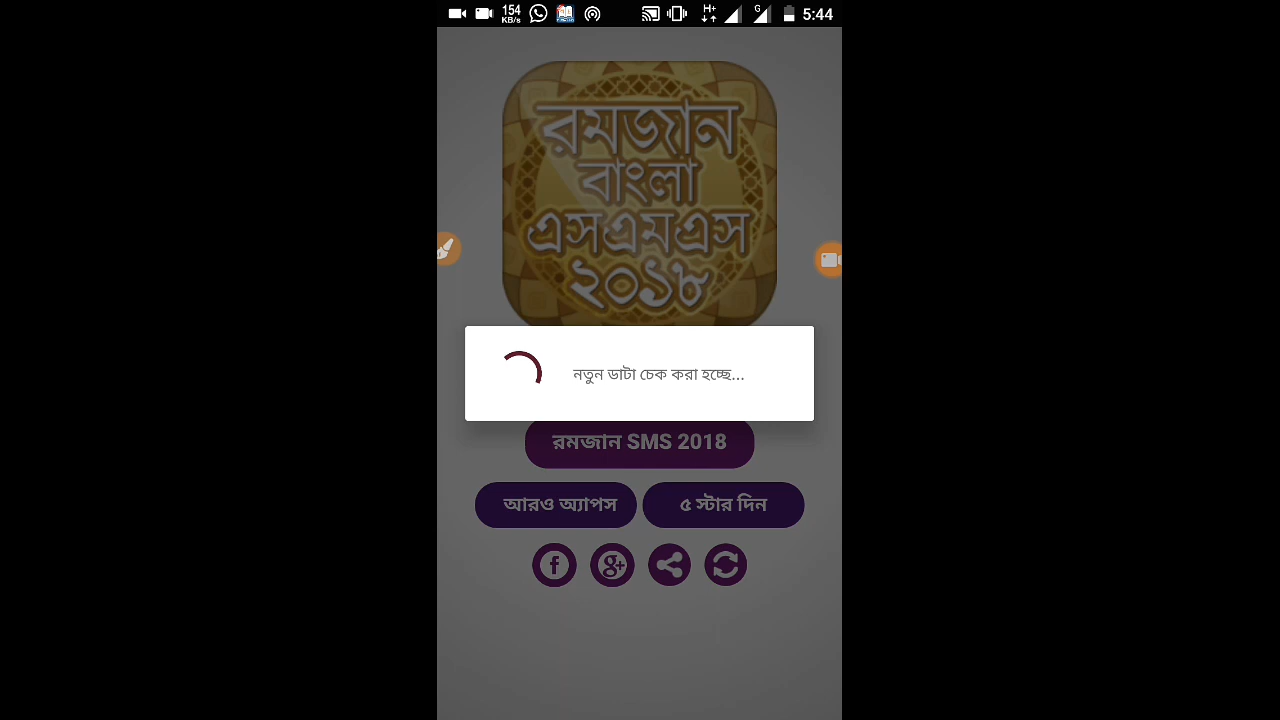 154
KB/s
H+
G
5:44
রমজান
বাংলা
এসএমএস
২০১৮
নতুন ডাটা চেক করা হচ্ছে...
রমজান SMS 2018
আরও অ্যাপস
৫ স্টার দিন
f
g+